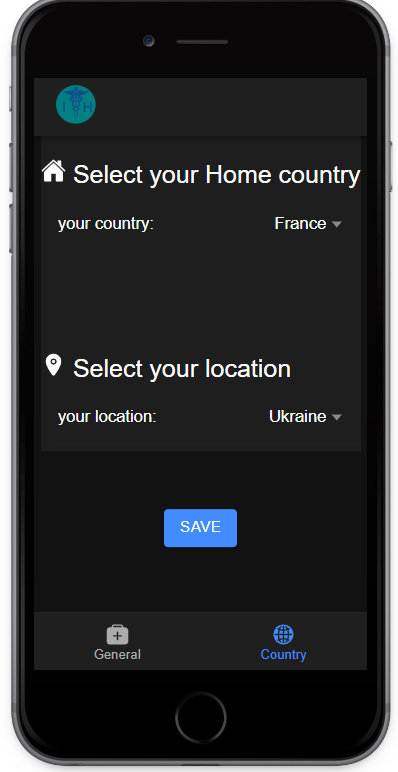 I H
Select your Home country
your country: France
Select your location
your location: Ukraine
SAVE
General Country